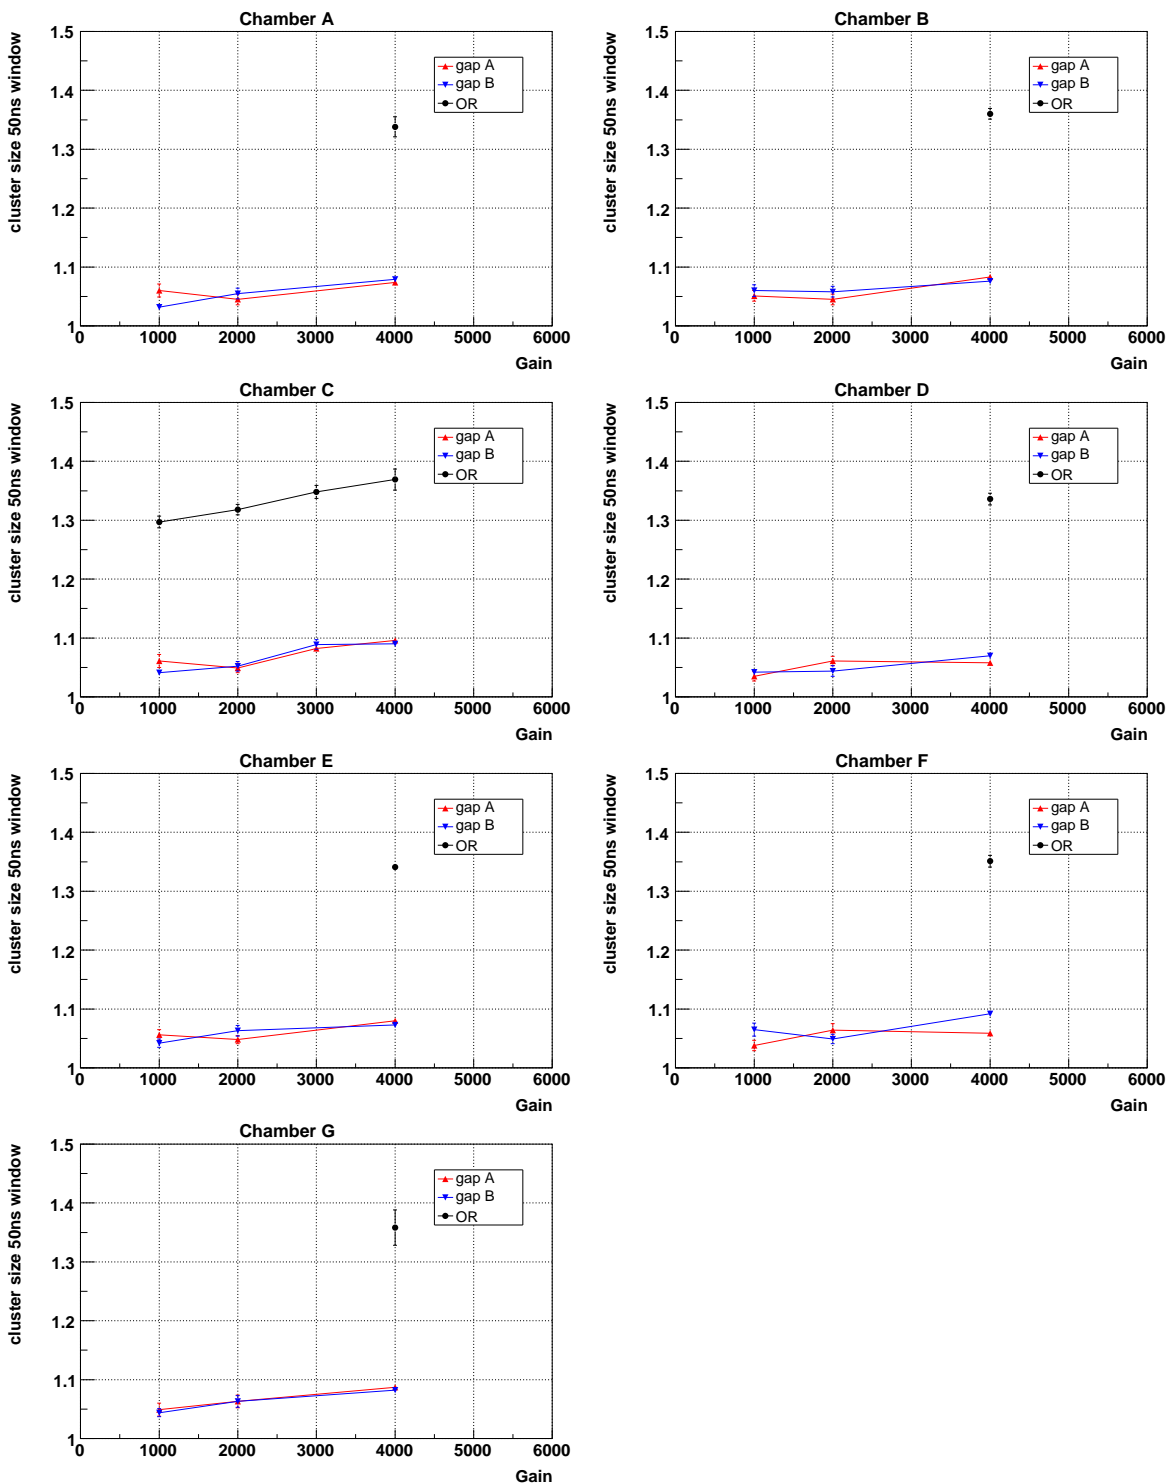 Chamber A
cluster size 50ns window
1.5
1.4
1.3
1.2
1.1
1
gap A
gap B
OR
0 1000 2000 3000 4000 5000 6000
Gain
Chamber B
cluster size 50ns window
1.5
1.4
1.3
1.2
1.1
1
gap A
gap B
OR
0 1000 2000 3000 4000 5000 6000
Gain
Chamber C
cluster size 50ns window
1.5
1.4
1.3
1.2
1.1
1
gap A
gap B
OR
0 1000 2000 3000 4000 5000 6000
Gain
Chamber D
cluster size 50ns window
1.5
1.4
1.3
1.2
1.1
1
gap A
gap B
OR
0 1000 2000 3000 4000 5000 6000
Gain
Chamber E
cluster size 50ns window
1.5
1.4
1.3
1.2
1.1
1
gap A
gap B
OR
0 1000 2000 3000 4000 5000 6000
Gain
Chamber F
cluster size 50ns window
1.5
1.4
1.3
1.2
1.1
1
gap A
gap B
OR
0 1000 2000 3000 4000 5000 6000
Gain
Chamber G
cluster size 50ns window
1.5
1.4
1.3
1.2
1.1
1
gap A
gap B
OR
0 1000 2000 3000 4000 5000 6000
Gain